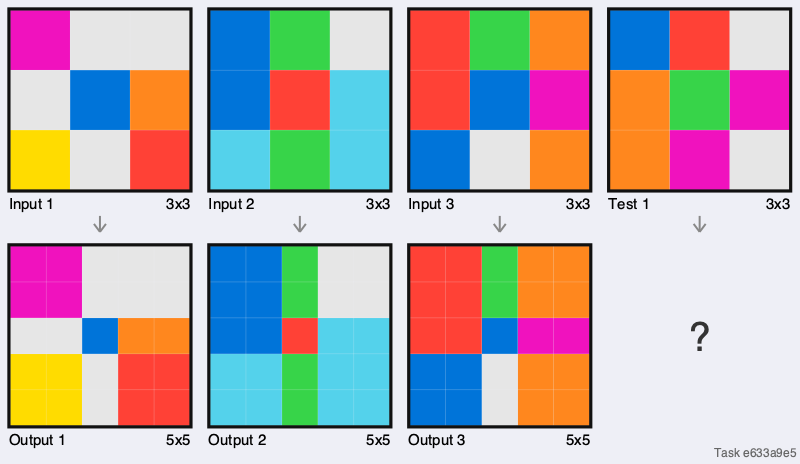 Input 1 3x3
Input 2 3x3
Input 3 3x3
Test 1 3x3
?
Output 1 5x5
Output 2 5x5
Output 3 5x5
Task e633a9e5